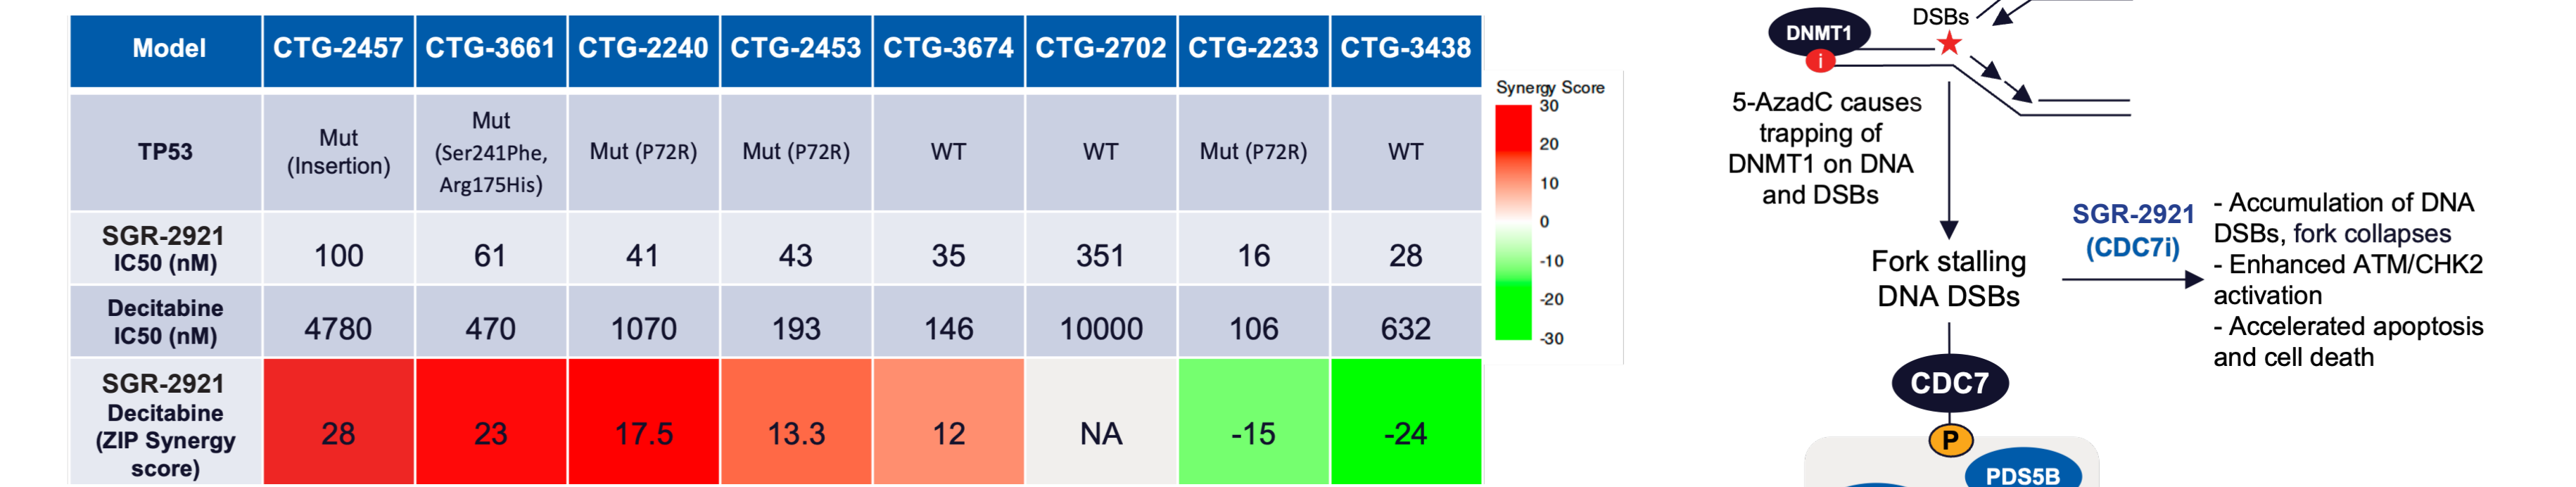 Model CTG-2457 CTG-3661 CTG-2240 CTG-2453 CTG-3674 CTG-2702 CTG-2233 CTG-3438
TP53
Mut
(Insertion)
Mut
(Ser241Phe,
Arg175His)
Mut (P72R)
Mut (P72R)
WT
WT
Mut (P72R)
WT
SGR-2921
IC50 (nM)
100 61 41 43 35 351 16 28
Decitabine
IC50 (nM)
4780 470 1070 193 146 10000 106 632
SGR-2921
Decitabine
(ZIP Synergy
score)
28 23 17.5 13.3 12 NA -15 -24
Synergy Score
30
20
10
0
-10
-20
-30
DNMT1
i
DSBs
5-AzadC causes
trapping of
DNMT1 on DNA
and DSBs
Fork stalling
DNA DSBs
SGR-2921
(CDC7i)
- Accumulation of DNA
DSBs, fork collapses
- Enhanced ATM/CHK2
activation
- Accelerated apoptosis
and cell death
CDC7
P
PDS5B